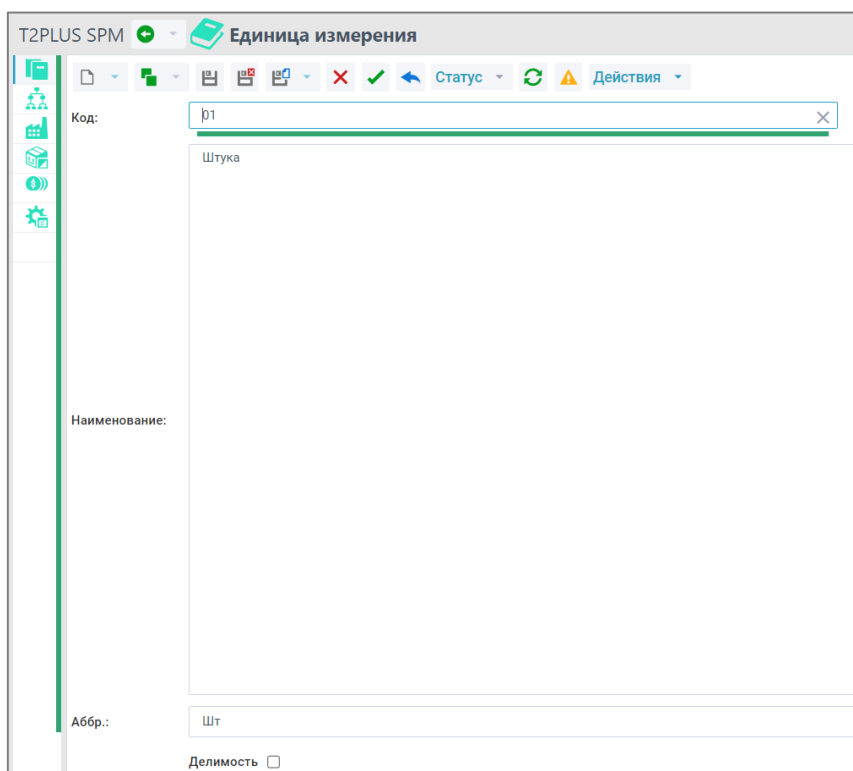 T2PLUS SPM Единица измерения
Статус Действия
Код: 01
Штука
Наименование:
Аббр.: Шт
Делимость